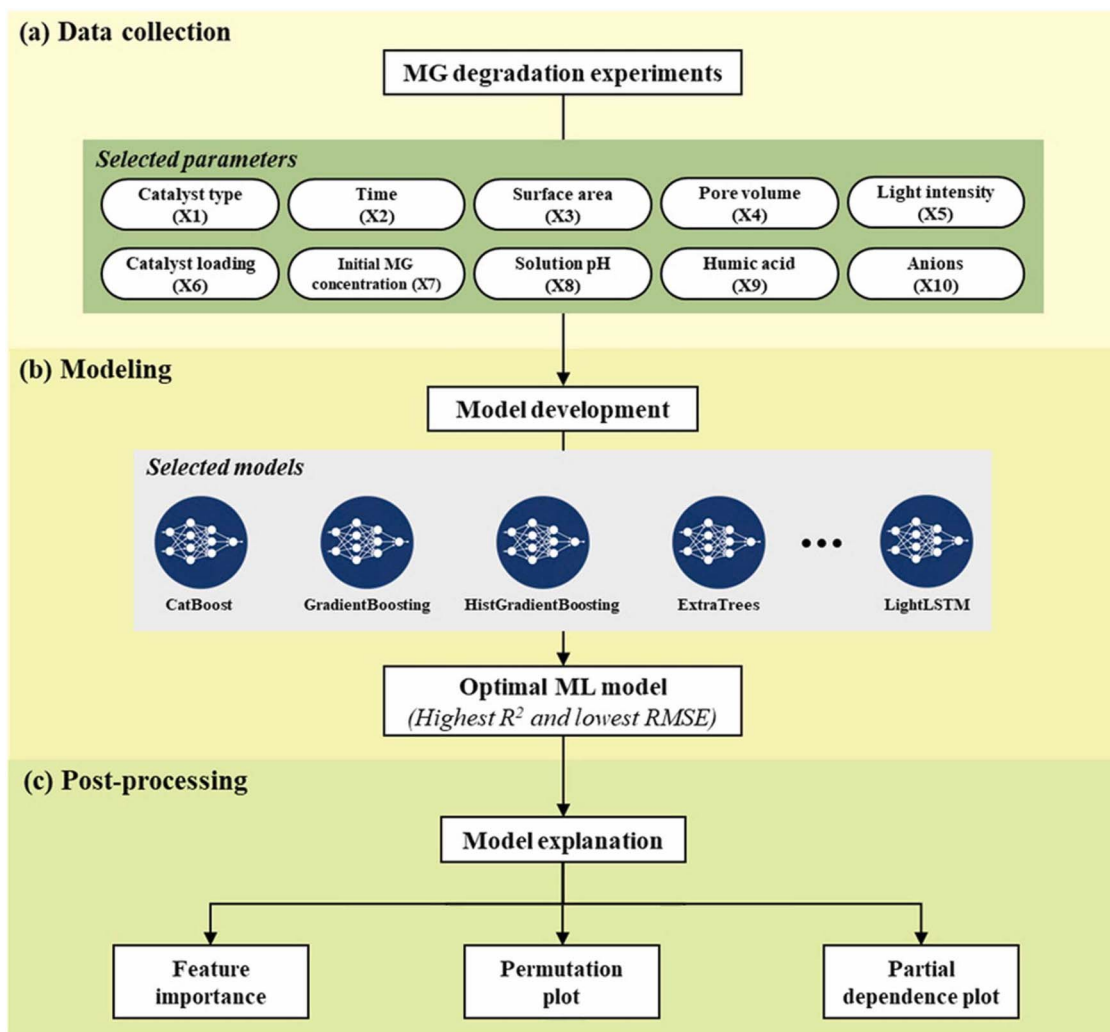 (a) Data collection
MG degradation experiments
Selected parameters
Catalyst type
(X1)
Time
(X2)
Surface area
(X3)
Pore volume
(X4)
Light intensity
(X5)
Catalyst loading
(X6)
Initial MG
concentration (X7)
Solution pH
(X8)
Humic acid
(X9)
Anions
(X10)
(b) Modeling
Model development
Selected models
CatBoost
GradientBoosting
HistGradientBoosting
ExtraTrees
•••
LightLSTM
Optimal ML model
(Highest R² and lowest RMSE)
(c) Post-processing
Model explanation
Feature
importance
Permutation
plot
Partial
dependence plot